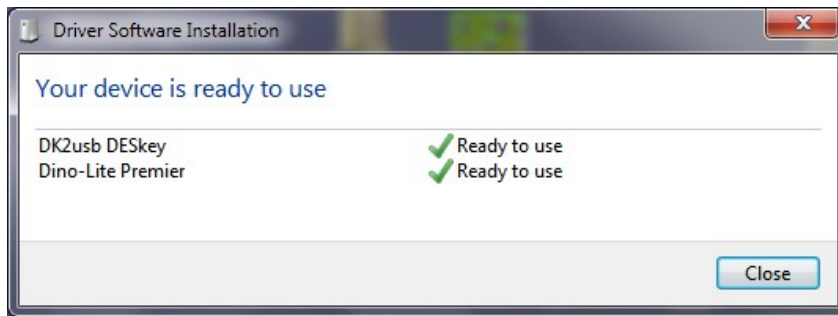 Driver Software Installation
Your device is ready to use
DK2usb DESkey Ready to use
Dino-Lite Premier Ready to use
Close